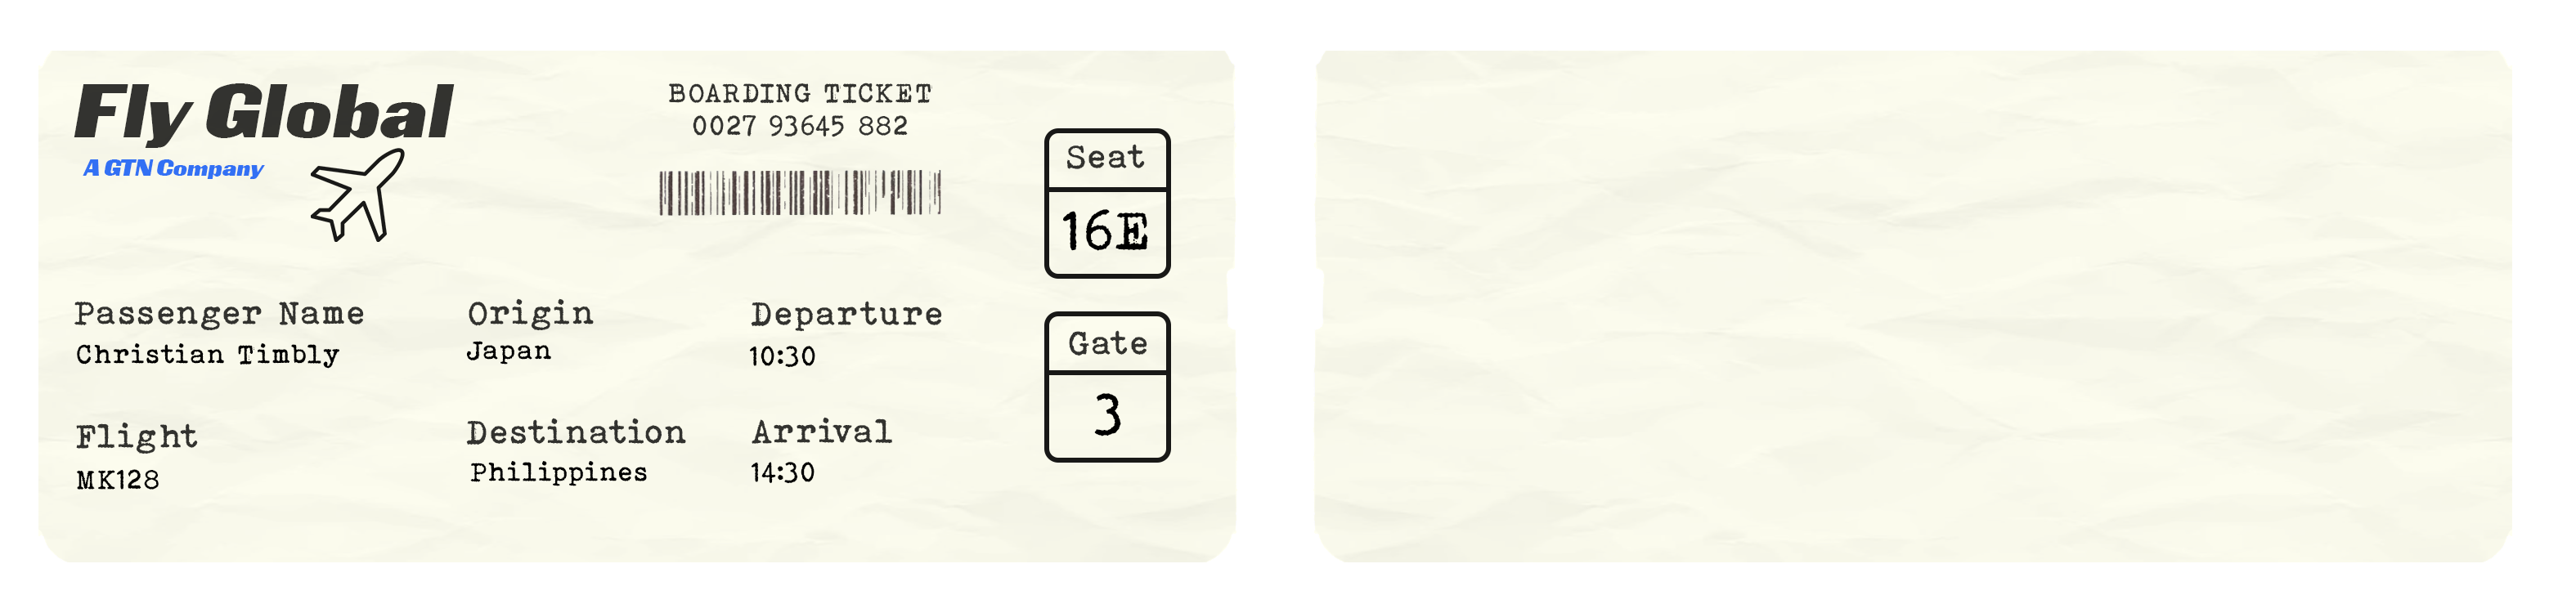 Fly Global
A GTN Company
BOARDING TICKET
0027 93645 882
Seat
16E
Passenger Name
Christian Timbly
Origin
Japan
Departure
10:30
Gate
3
Flight
MK128
Destination
Philippines
Arrival
14:30